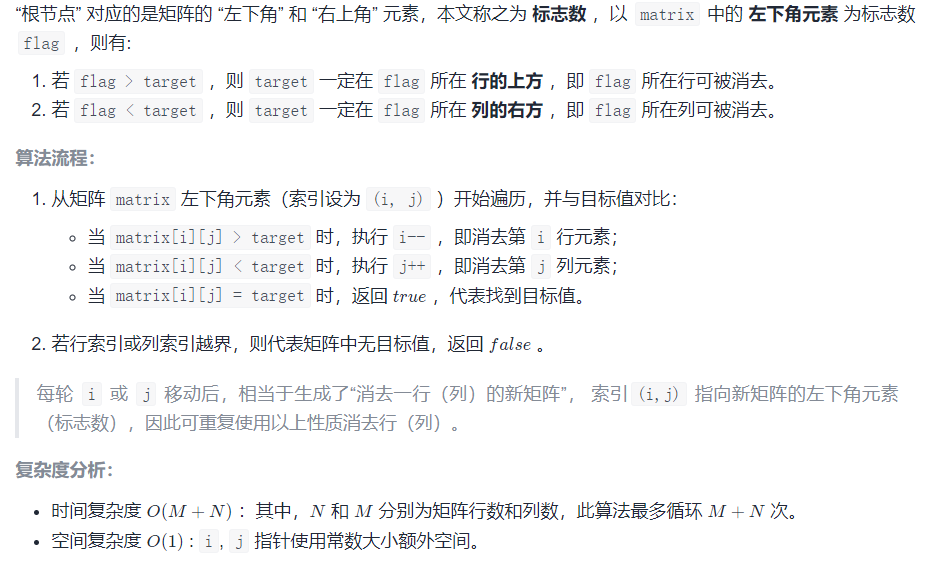 “根节点” 对应的是矩阵的 “左下角” 和 “右上角” 元素，本文称之为 标志数 ，以 matrix 中的 左下角元素 为标志数
flag ，则有：
1. 若 flag > target ，则 target 一定在 flag 所在 行的上方 ，即 flag 所在行可被消去。
2. 若 flag < target ，则 target 一定在 flag 所在 列的右方 ，即 flag 所在列可被消去。
算法流程：
1. 从矩阵 matrix 左下角元素（索引设为 (i, j) ）开始遍历，并与目标值对比：
当 matrix[i][j] > target 时，执行 i-- ，即消去第 i 行元素；
当 matrix[i][j] < target 时，执行 j++ ，即消去第 j 列元素；
当 matrix[i][j] = target 时，返回 true ，代表找到目标值。
2. 若行索引或列索引越界，则代表矩阵中无目标值，返回 false 。
每轮 i 或 j 移动后，相当于生成了“消去一行（列）的新矩阵”， 索引 (i,j) 指向新矩阵的左下角元素
（标志数），因此可重复使用以上性质消去行（列）。
复杂度分析：
时间复杂度 O(M + N) ：其中，N 和 M 分别为矩阵行数和列数，此算法最多循环 M + N 次。
空间复杂度 O(1) : i , j 指针使用常数大小额外空间。